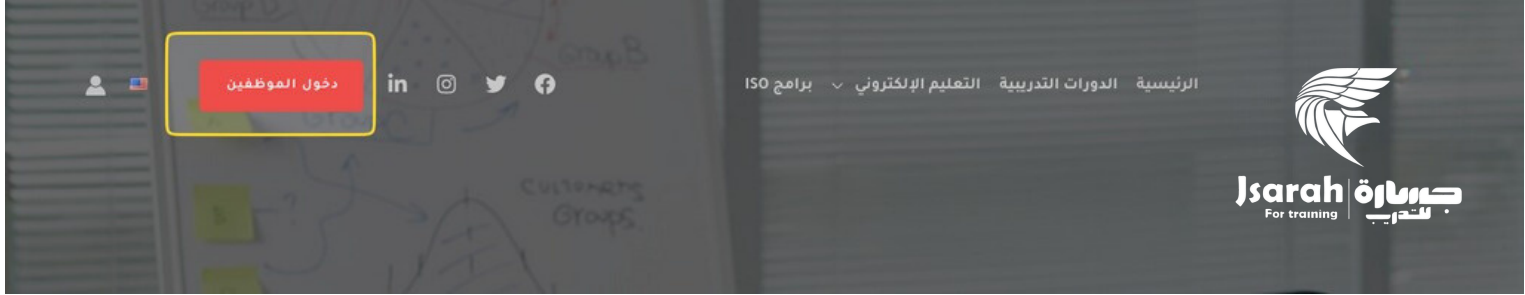 جسارة
للتدريب
Jsarah
For training
الرئيسية الدورات التدريبية التعليم الإلكتروني برامج ISO
دخول الموظفين
Group B
Customers
Groups